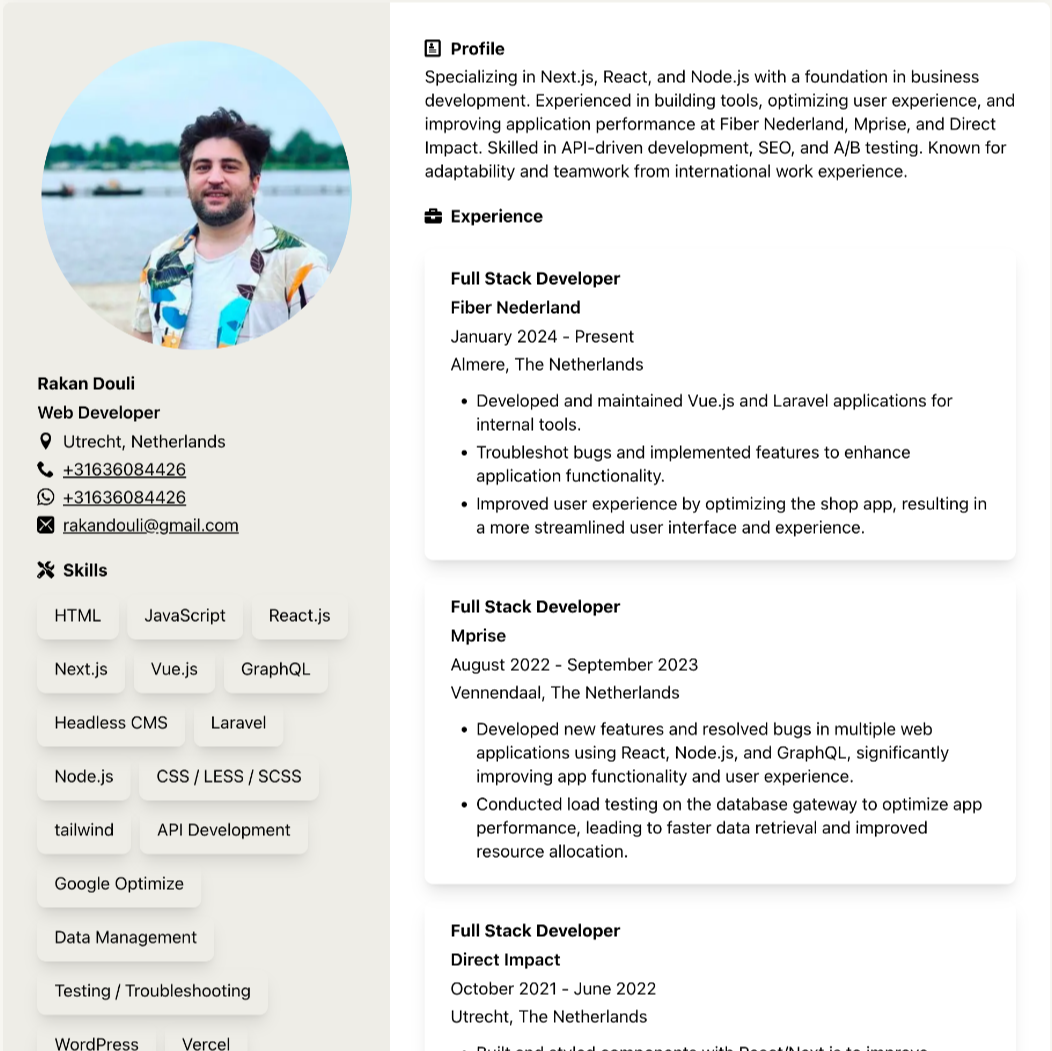 Rakan Douli
Web Developer
Utrecht, Netherlands
+31636084426
+31636084426
rakandouli@gmail.com
Skills
HTML JavaScript React.js
Next.js Vue.js GraphQL
Headless CMS Laravel
Node.js CSS / LESS / SCSS
tailwind API Development
Google Optimize
Data Management
Testing / Troubleshooting
WordPress Vercel
Profile
Specializing in Next.js, React, and Node.js with a foundation in business
development. Experienced in building tools, optimizing user experience, and
improving application performance at Fiber Nederland, Mprise, and Direct
Impact. Skilled in API-driven development, SEO, and A/B testing. Known for
adaptability and teamwork from international work experience.
Experience
Full Stack Developer
Fiber Nederland
January 2024 - Present
Almere, The Netherlands
• Developed and maintained Vue.js and Laravel applications for
internal tools.
• Troubleshot bugs and implemented features to enhance
application functionality.
• Improved user experience by optimizing the shop app, resulting in
a more streamlined user interface and experience.
Full Stack Developer
Mprise
August 2022 - September 2023
Vennendaal, The Netherlands
• Developed new features and resolved bugs in multiple web
applications using React, Node.js, and GraphQL, significantly
improving app functionality and user experience.
• Conducted load testing on the database gateway to optimize app
performance, leading to faster data retrieval and improved
resource allocation.
Full Stack Developer
Direct Impact
October 2021 - June 2022
Utrecht, The Netherlands
• Built and styled components with React/Next.js to improve